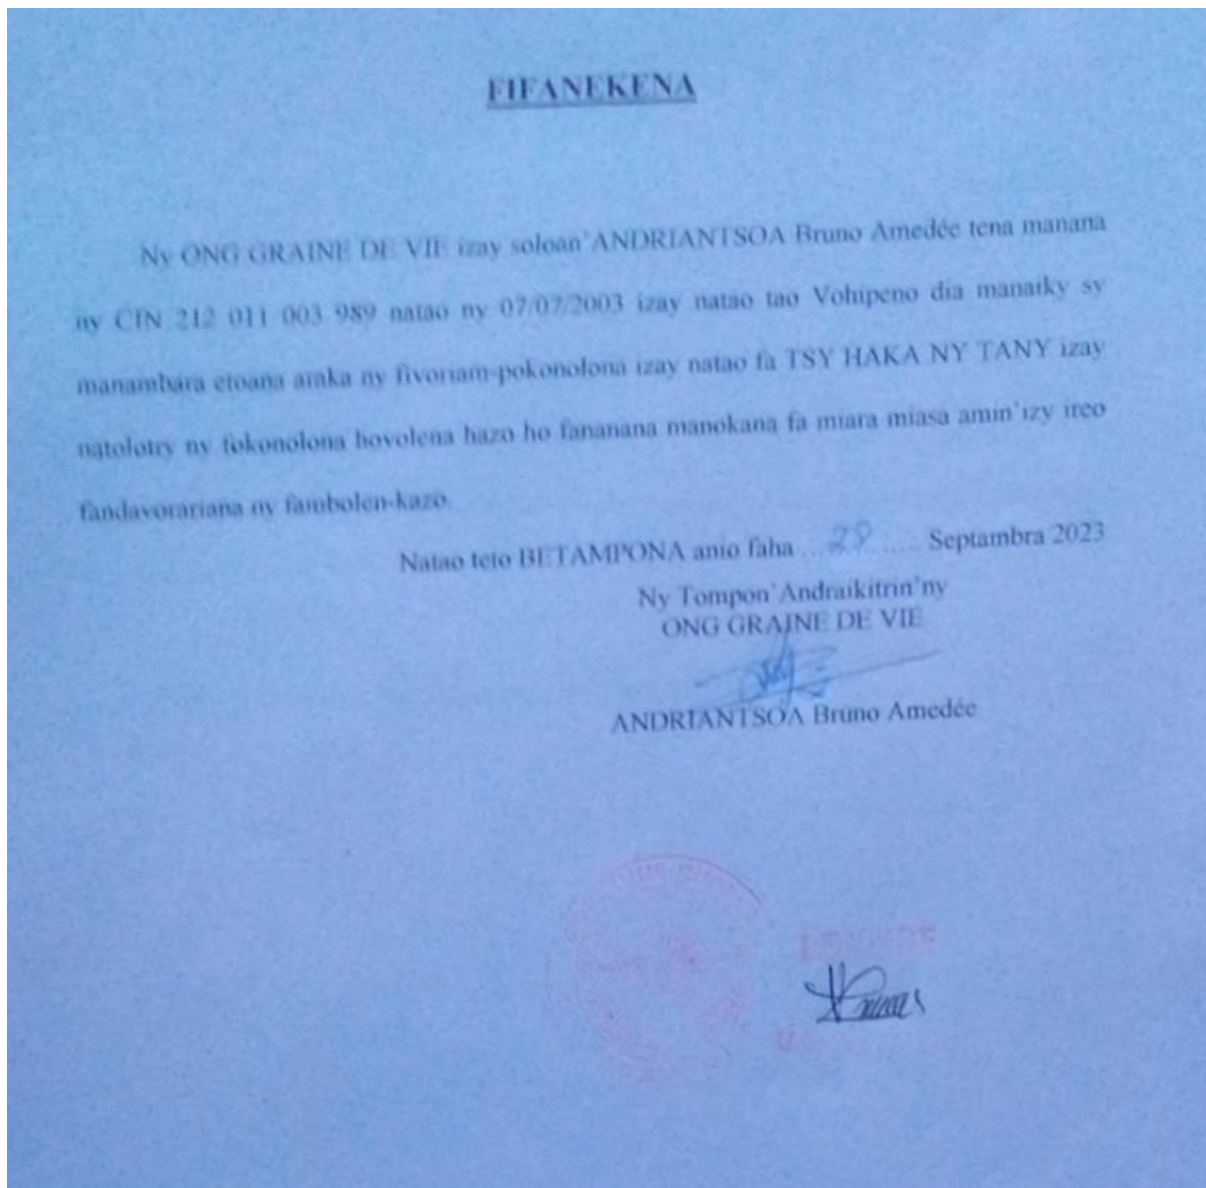 FIFANEKENA
Ny ONG GRAINE DE VIE izay soloan'ANDRIANTSOA Bruno Amedée tena manana
ny CIN 212 011 003 989 natao ny 07/07/2003 izay natao tao Vohipeno dia manaiky sy
manambara etoana araka ny fivoriam-pokonolona izay natao fa TSY HAKA NY TANY izay
natolotry ny fokonolona hovolena hazo ho fananana manokana fa miara miasa amin'izy ireo
fandavorariana ny fambolen-kazo.
Natao teto BETAMPONA anio faha ... 29 ...... Septambra 2023
Ny Tompon'Andraikitrin'ny
ONG GRAINE DE VIE
ANDRIANTSOA Bruno Amedée